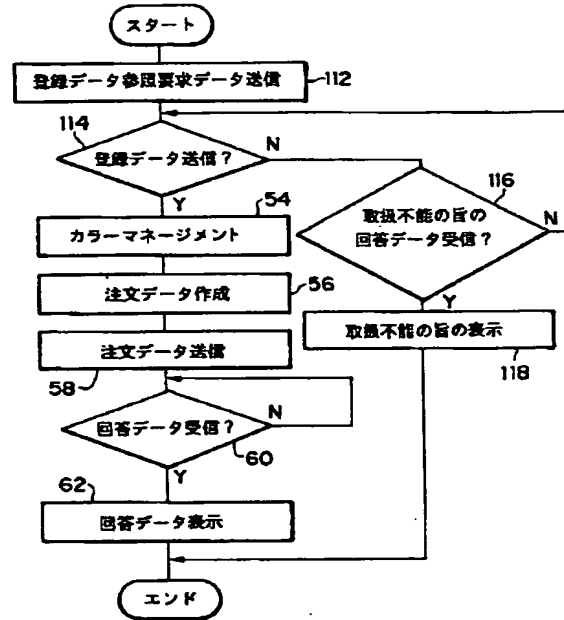 スタート
登録データ参照要求データ送信
112
114
登録データ送信?
N
Y
116
取扱不能の旨の
回答データ受信?
N
Y
54
カラーマネージメント
注文データ作成
56
取扱不能の旨の表示
118
注文データ送信
58
回答データ受信?
N
60
Y
62
回答データ表示
エンド